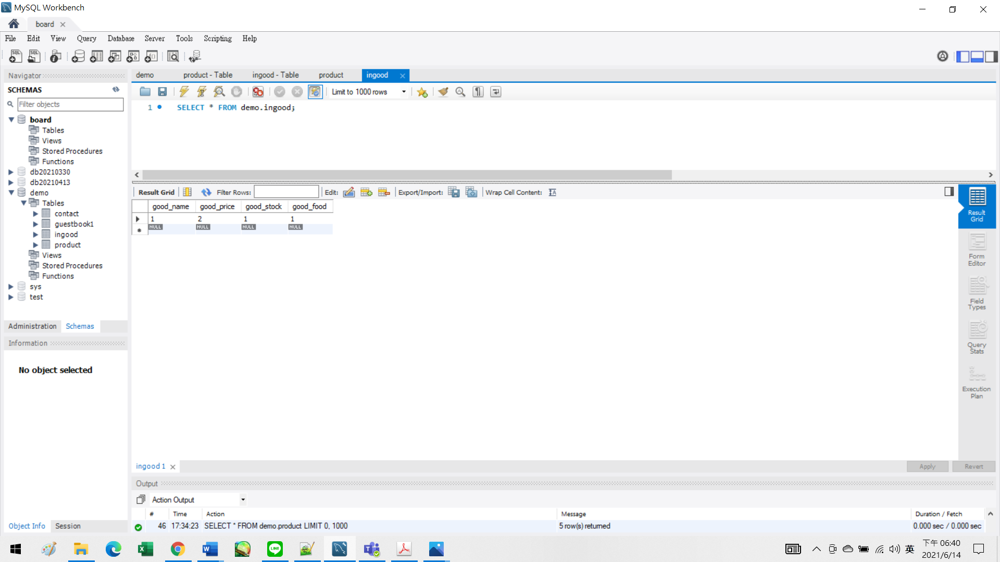 MySQL Workbench
board
File Edit View Query Database Server Tools Scripting Help
Navigator
demo product - Table ingood - Table product ingood
SCHEMAS
Limit to 1000 rows
Filter objects
1 SELECT * FROM demo.ingood;
board
Tables
Views
Stored Procedures
Functions
db20210330
db20210413
demo
Tables
contact
guestbook1
ingood
product
Views
Stored Procedures
Functions
sys
test
Result Grid Filter Rows: Edit: Export/Import: Wrap Cell Content:
good_name good_price good_stock good_food
1 2 1 1
NULL NULL NULL NULL
Result
Grid
Form
Editor
Field
Types
Query
Stats
Execution
Plan
Administration Schemas
Information
No object selected
ingood 1
Apply Revert
Output
Action Output
# Time Action Message Duration / Fetch
46 17:34:23 SELECT * FROM demo.product LIMIT 0, 1000 5 row(s) returned 0.000 sec / 0.000 sec
Object Info Session
英
下午 06:40
2021/6/14